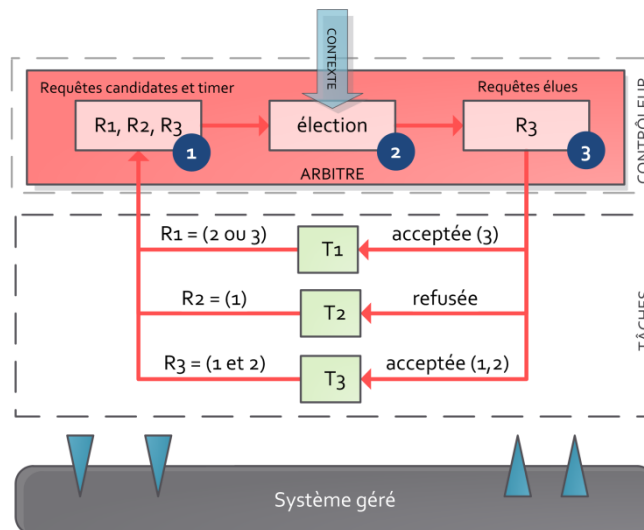 CONTEXTE
Requêtes candidates et timer
Requêtes élues
R1, R2, R3
élection
R3
1
2
3
ARBITRE
CONTRÔLEUR
R1 = (2 ou 3)
T1
acceptée (3)
R2 = (1)
T2
refusée
R3 = (1 et 2)
T3
acceptée (1,2)
TÂCHES
Système géré